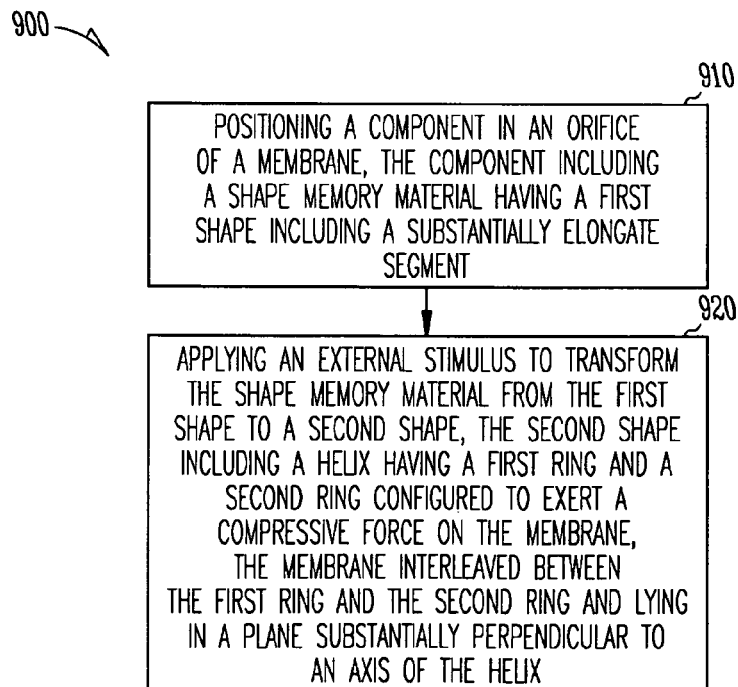 900
910
POSITIONING A COMPONENT IN AN ORIFICE
OF A MEMBRANE, THE COMPONENT INCLUDING
A SHAPE MEMORY MATERIAL HAVING A FIRST
SHAPE INCLUDING A SUBSTANTIALLY ELONGATE
SEGMENT
920
APPLYING AN EXTERNAL STIMULUS TO TRANSFORM
THE SHAPE MEMORY MATERIAL FROM THE FIRST
SHAPE TO A SECOND SHAPE, THE SECOND SHAPE
INCLUDING A HELIX HAVING A FIRST RING AND A
SECOND RING CONFIGURED TO EXERT A
COMPRESSIVE FORCE ON THE MEMBRANE,
THE MEMBRANE INTERLEAVED BETWEEN
THE FIRST RING AND THE SECOND RING AND LYING
IN A PLANE SUBSTANTIALLY PERPENDICULAR TO
AN AXIS OF THE HELIX